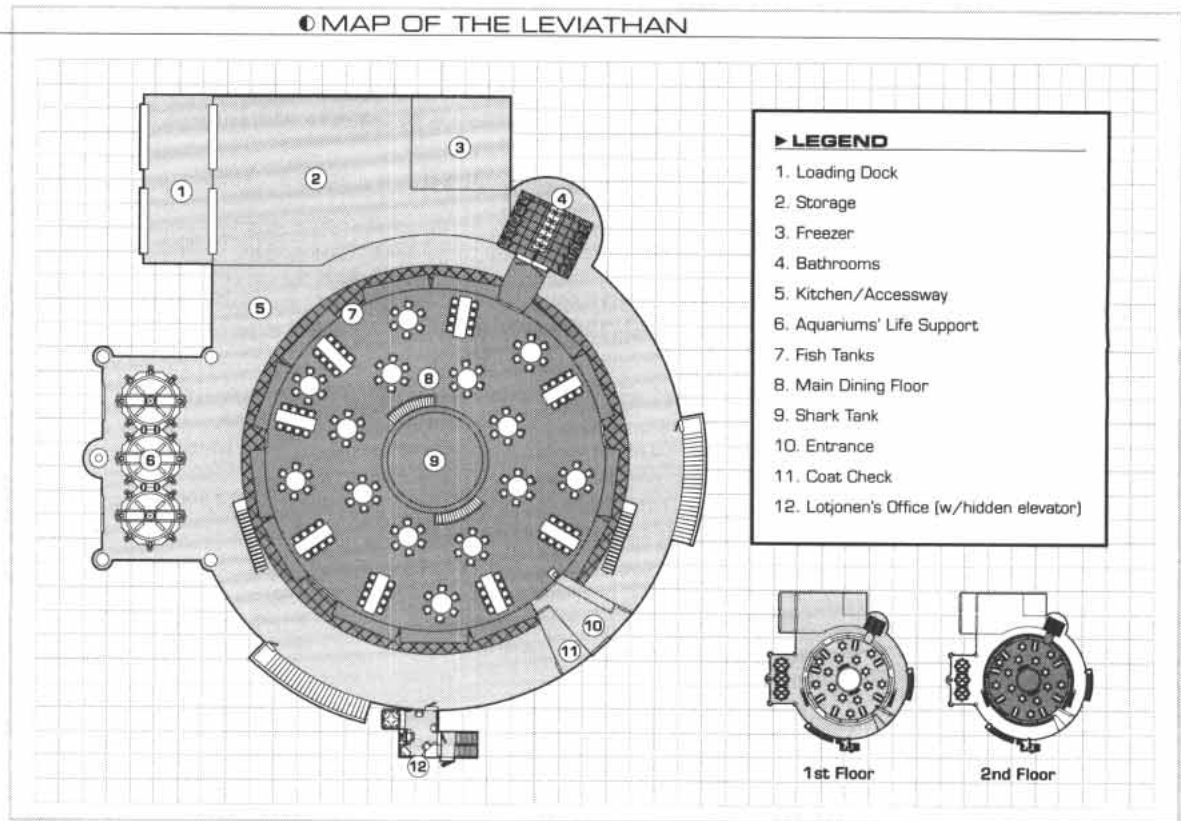 MAP OF THE LEVIATHAN
1
2
3
4
5
6
7
8
9
10
11
12
LEGEND
1. Loading Dock
2. Storage
3. Freezer
4. Bathrooms
5. Kitchen/Accessway
6. Aquariums' Life Support
7. Fish Tanks
8. Main Dining Floor
9. Shark Tank
10. Entrance
11. Coat Check
12. Lotjonen's Office (w/hidden elevator)
1st Floor
2nd Floor